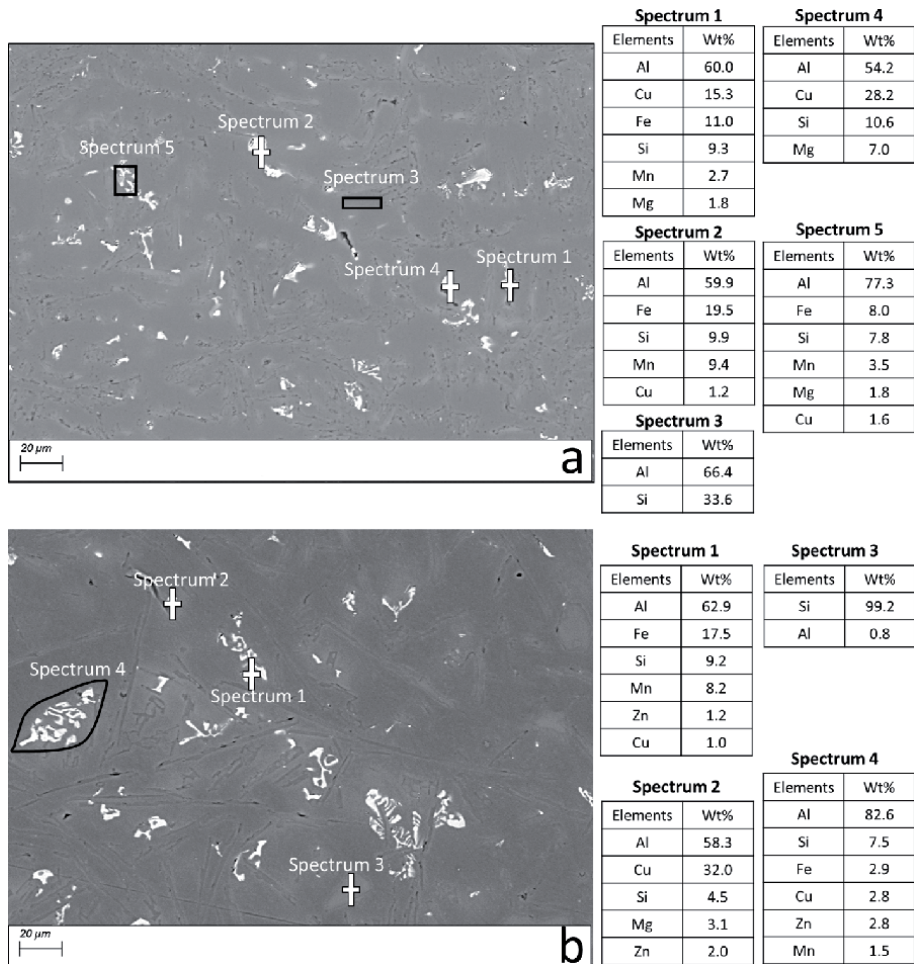 Spectrum 1
Elements Wt%
Al 60.0
Cu 15.3
Fe 11.0
Si 9.3
Mn 2.7
Mg 1.8
Spectrum 4
Elements Wt%
Al 54.2
Cu 28.2
Si 10.6
Mg 7.0
Spectrum 2
Elements Wt%
Al 59.9
Fe 19.5
Si 9.9
Mn 9.4
Cu 1.2
Spectrum 5
Elements Wt%
Al 77.3
Fe 8.0
Si 7.8
Mn 3.5
Mg 1.8
Cu 1.6
Spectrum 3
Elements Wt%
Al 66.4
Si 33.6
Spectrum 2
Spectrum 5
Spectrum 3
Spectrum 4
Spectrum 1
20 µm
a
Spectrum 1
Elements Wt%
Al 62.9
Fe 17.5
Si 9.2
Mn 8.2
Zn 1.2
Cu 1.0
Spectrum 3
Elements Wt%
Si 99.2
Al 0.8
Spectrum 2
Elements Wt%
Al 58.3
Cu 32.0
Si 4.5
Mg 3.1
Zn 2.0
Spectrum 4
Elements Wt%
Al 82.6
Si 7.5
Fe 2.9
Cu 2.8
Zn 2.8
Mn 1.5
Spectrum 2
Spectrum 4
Spectrum 1
Spectrum 3
20 µm
b